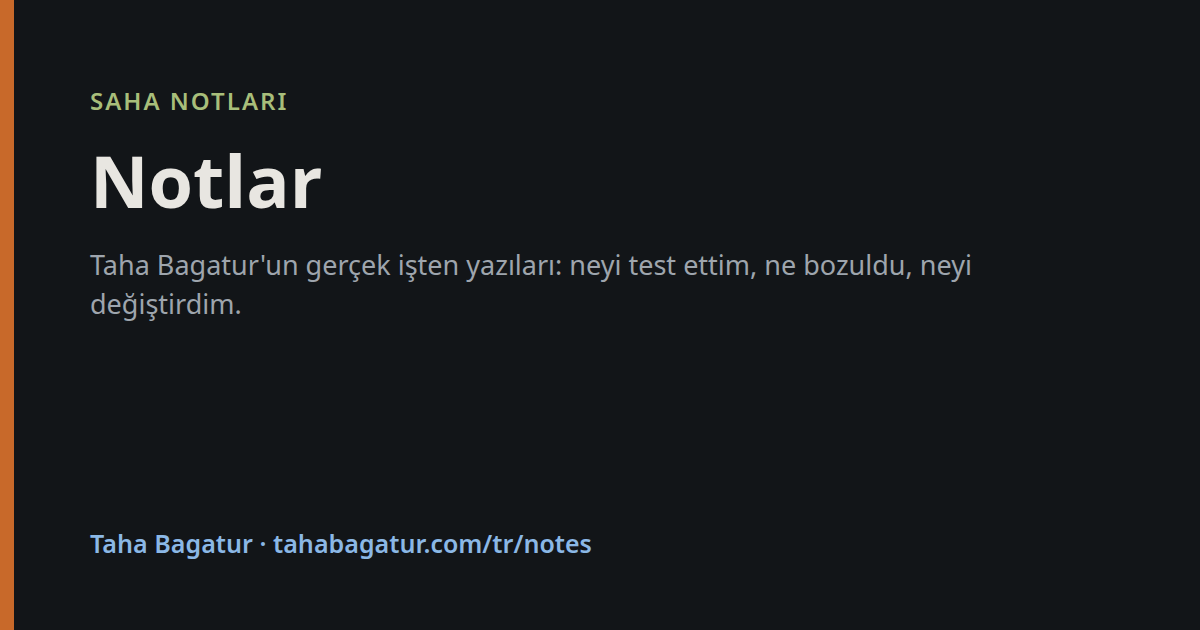 SAHA NOTLARI
Notlar
Taha Bagatur'un gerçek işten yazıları: neyi test ettim, ne bozuldu, neyi
değiştirdim.
Taha Bagatur · tahabagatur.com/tr/notes